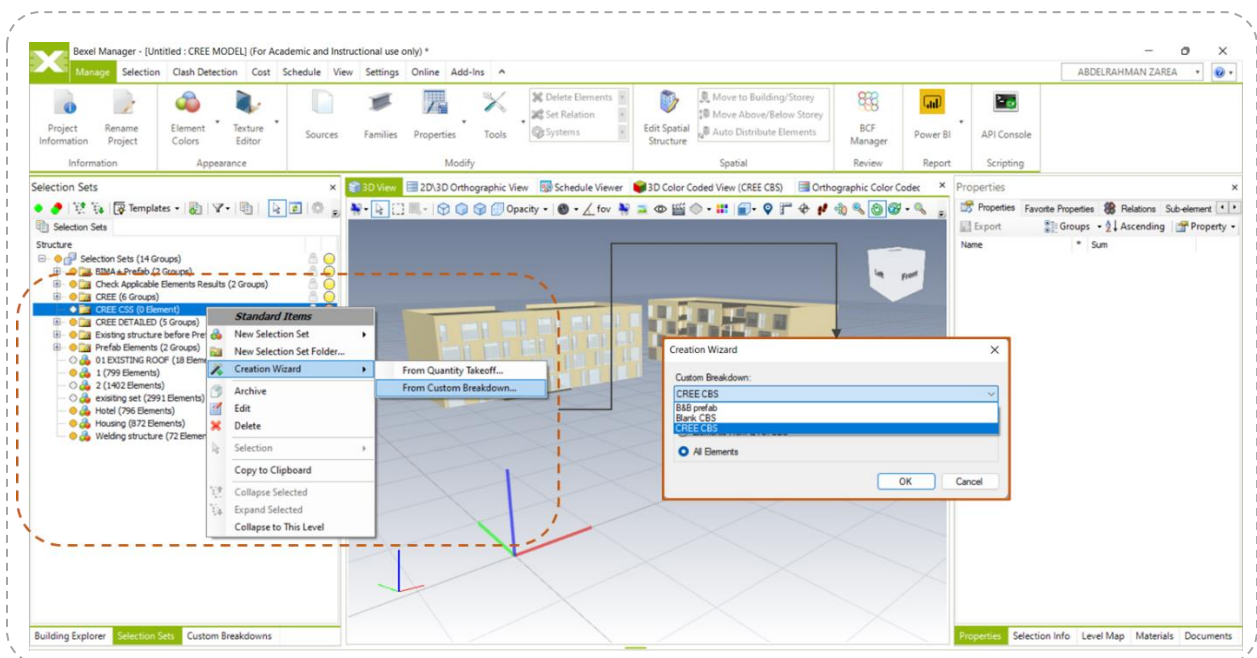 Bexel Manager - [Untitled : CREE MODEL] (For Academic and Instructional use only) *
Manage Selection Clash Detection Cost Schedule View Settings Online Add-Ins
ABDELRAHMAN ZAREA
Project Information
Rename Project
Element Colors
Texture Editor
Sources
Families
Properties
Tools
Delete Elements
Set Relation
Systems
Edit Spatial Structure
Move to Building/Storey
Move Above/Below Storey
Auto Distribute Elements
BCF Manager
Power BI
API Console
Information Appearance Modify Spatial Review Report Scripting
Selection Sets
3D View 2D\3D Orthographic View Schedule Viewer 3D Color Coded View (CREE CBS) Orthographic Color Codec
Properties
Templates
Opacity
fov
Properties Favorite Properties Relations Sub-element
Selection Sets
Export Groups Ascending Property
Structure
Name * Sum
Selection Sets (14 Groups)
BIMA + Prefab (2 Groups)
Check Applicable Elements Results (2 Groups)
CREE (6 Groups)
CREE CSS (0 Element)
CREE DETAILED (5 Groups)
Existing structure before Pre
Prefab Elements (2 Groups)
01 EXISTING ROOF (18 Eleme
1 (799 Elements)
2 (1402 Elements)
exisiting set (2991 Elements)
Hotel (796 Elements)
Housing (872 Elements)
Welding structure (72 Elemen
Standard Items
New Selection Set
New Selection Set Folder...
Creation Wizard
Archive
Edit
Delete
Selection
Copy to Clipboard
Collapse Selected
Expand Selected
Collapse to This Level
From Quantity Takeoff...
From Custom Breakdown...
Left Front
Creation Wizard
Custom Breakdown:
CREE CBS
B&B prefab
Blank CBS
CREE CBS
All Elements
OK Cancel
Building Explorer Selection Sets Custom Breakdowns
Properties Selection Info Level Map Materials Documents